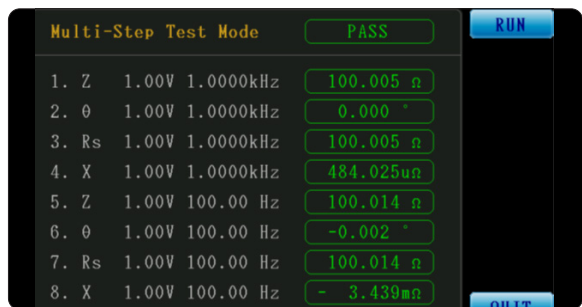 Multi-Step Test Mode PASS RUN
1. Z 1.00V 1.0000kHz 100.005 Ω
2. θ 1.00V 1.0000kHz 0.000 °
3. Rs 1.00V 1.0000kHz 100.005 Ω
4. X 1.00V 1.0000kHz 484.025uΩ
5. Z 1.00V 100.00 Hz 100.014 Ω
6. θ 1.00V 100.00 Hz -0.002 °
7. Rs 1.00V 100.00 Hz 100.014 Ω
8. X 1.00V 100.00 Hz - 3.439mΩ
QUIT